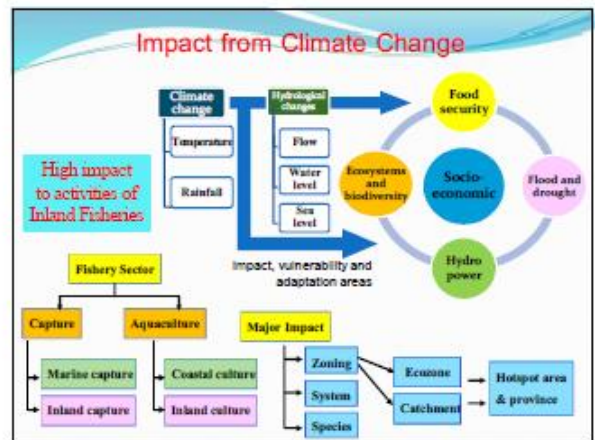 Impact from Climate Change
Climate
change
Temperature
Rainfall
Hydrological
changes
Flow
Water
level
Sea
level
Food
security
Ecosystems
and
biodiversity
Socio-
economic
Flood and
drought
Hydro
power
High impact
to activities of
Inland Fisheries
Impact, vulnerability and
adaptation areas
Fishery Sector
Capture
Aquaculture
Marine capture
Inland capture
Coastal culture
Inland culture
Major Impact
Zoning
System
Species
Ecozone
Catchment
Hotspot area
& province